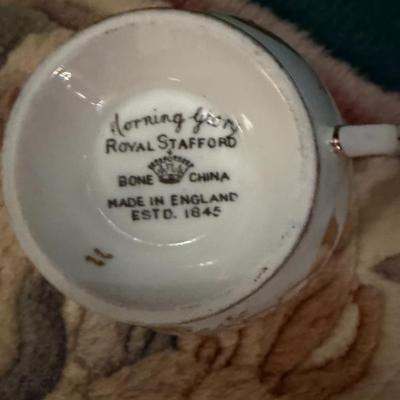 Morning Glory
ROYAL STAFFORD
BONE CHINA
MADE IN ENGLAND
ESTD. 1845